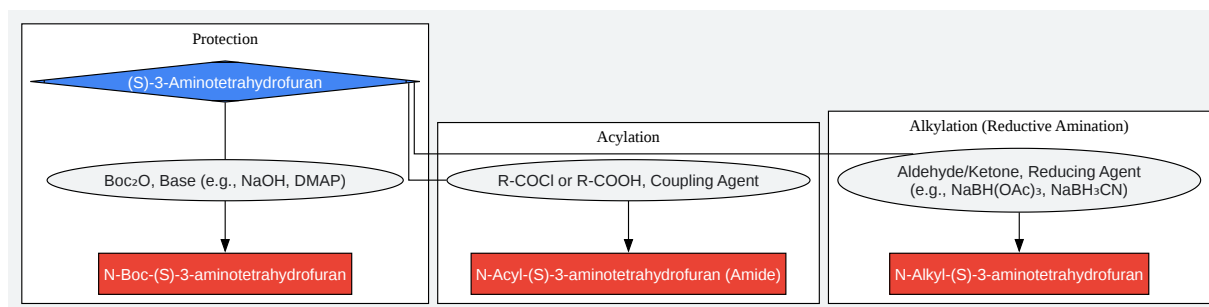 Protection
(S)-3-Aminotetrahydrofuran
Boc₂O, Base (e.g., NaOH, DMAP)
N-Boc-(S)-3-aminotetrahydrofuran
Acylation
R-COCl or R-COOH, Coupling Agent
N-Acyl-(S)-3-aminotetrahydrofuran (Amide)
Alkylation (Reductive Amination)
Aldehyde/Ketone, Reducing Agent
(e.g., NaBH(OAc)₃, NaBH₃CN)
N-Alkyl-(S)-3-aminotetrahydrofuran